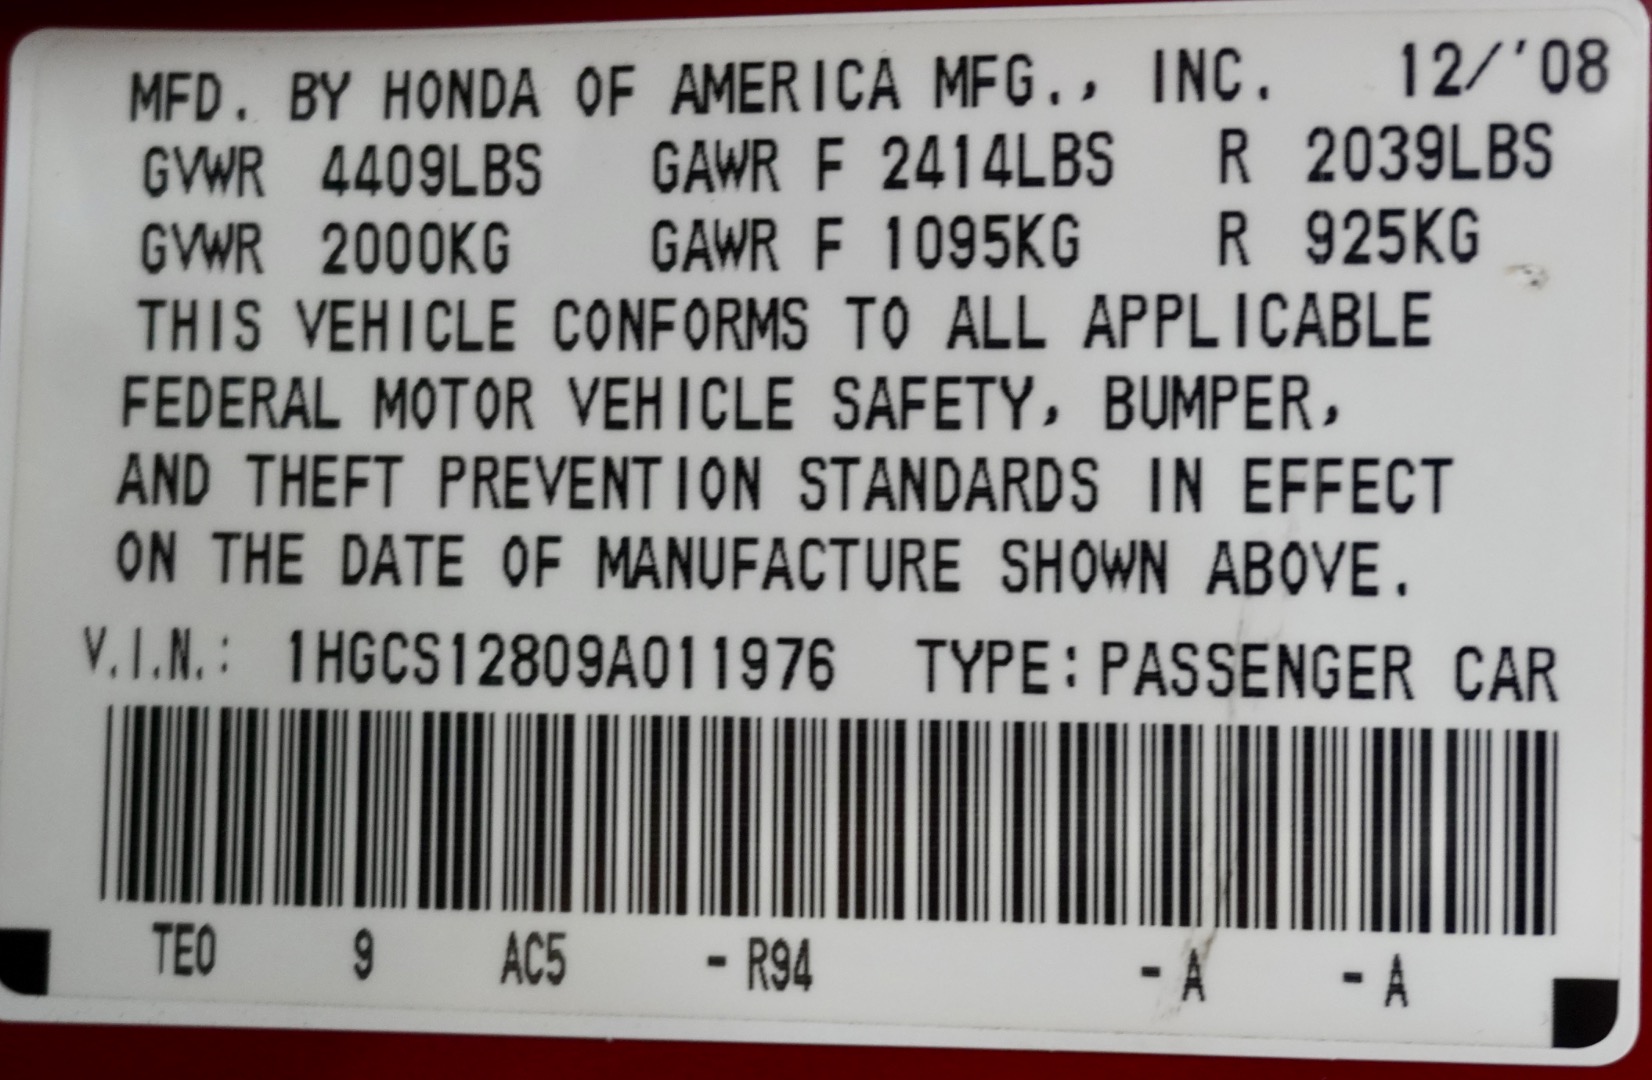 MFD. BY HONDA OF AMERICA MFG., INC. 12/'08
GVWR 4409LBS GAWR F 2414LBS R 2039LBS
GVWR 2000KG GAWR F 1095KG R 925KG
THIS VEHICLE CONFORMS TO ALL APPLICABLE
FEDERAL MOTOR VEHICLE SAFETY, BUMPER,
AND THEFT PREVENTION STANDARDS IN EFFECT
ON THE DATE OF MANUFACTURE SHOWN ABOVE.
V.I.N.: 1HGCS12809A011976 TYPE: PASSENGER CAR
TE0 9 AC5 - R94 - A - A